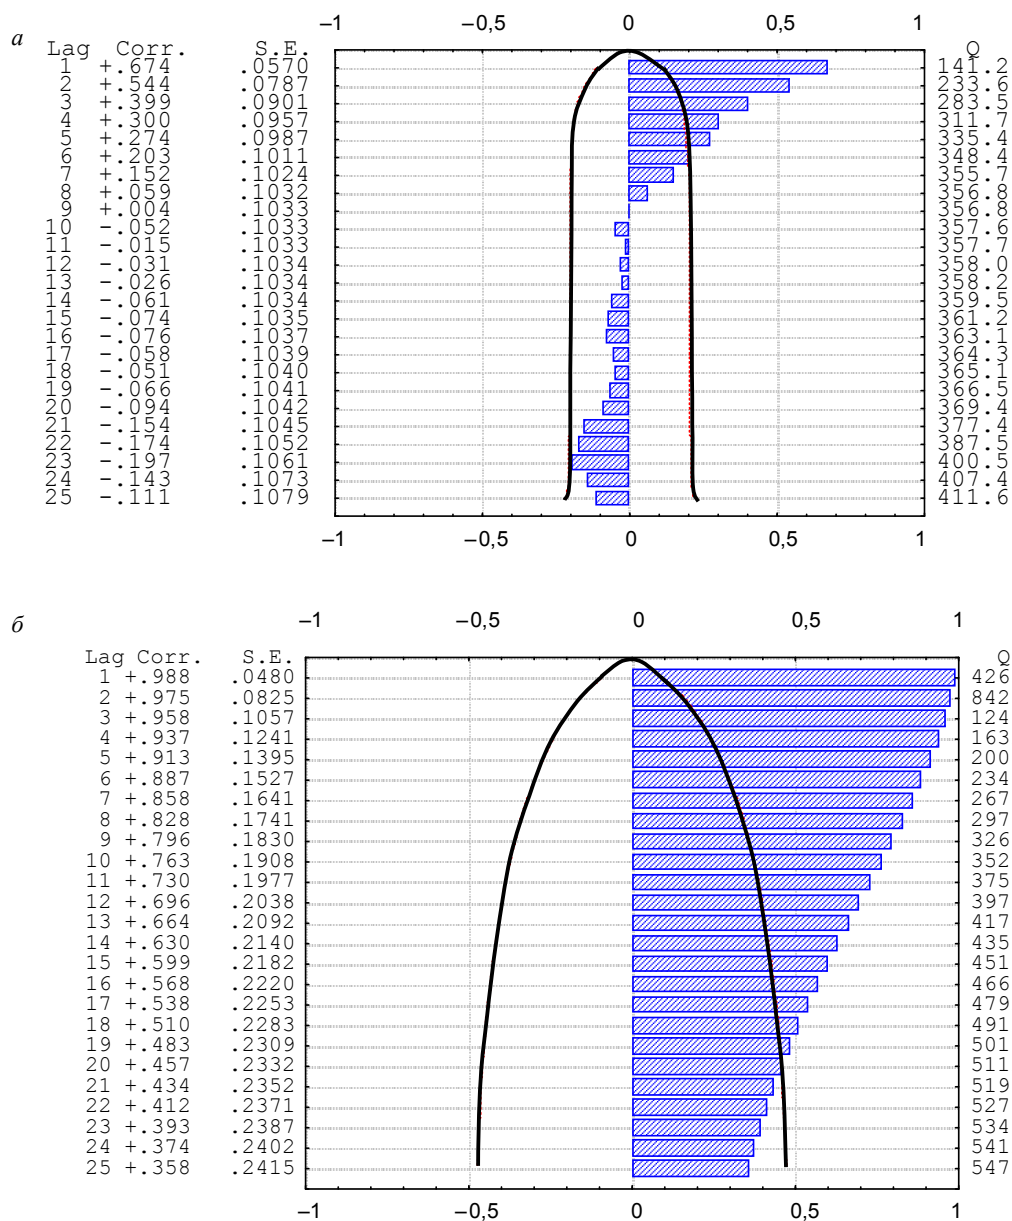 −1 −0,5 0 0,5 1
а
Lag Corr. S.E. Q
1 +.674 .0570 141.2
2 +.544 .0787 233.6
3 +.399 .0901 283.5
4 +.300 .0957 311.7
5 +.274 .0987 335.4
6 +.203 .1011 348.4
7 +.152 .1024 355.7
8 +.059 .1032 356.8
9 +.004 .1033 356.8
10 -.052 .1033 357.6
11 -.015 .1033 357.7
12 -.031 .1034 358.0
13 -.026 .1034 358.2
14 -.061 .1034 359.5
15 -.074 .1035 361.2
16 -.076 .1037 363.1
17 -.058 .1039 364.3
18 -.051 .1040 365.1
19 -.066 .1041 366.5
20 -.094 .1042 369.4
21 -.154 .1045 377.4
22 -.174 .1052 387.5
23 -.197 .1061 400.5
24 -.143 .1073 407.4
25 -.111 .1079 411.6
−1 −0,5 0 0,5 1
−1 −0,5 0 0,5 1
б
Lag Corr. S.E. Q
1 +.988 .0480 426
2 +.975 .0825 842
3 +.958 .1057 124
4 +.937 .1241 163
5 +.913 .1395 200
6 +.887 .1527 234
7 +.858 .1641 267
8 +.828 .1741 297
9 +.796 .1830 326
10 +.763 .1908 352
11 +.730 .1977 375
12 +.696 .2038 397
13 +.664 .2092 417
14 +.630 .2140 435
15 +.599 .2182 451
16 +.568 .2220 466
17 +.538 .2253 479
18 +.510 .2283 491
19 +.483 .2309 501
20 +.457 .2332 511
21 +.434 .2352 519
22 +.412 .2371 527
23 +.393 .2387 534
24 +.374 .2402 541
25 +.358 .2415 547
−1 −0,5 0 0,5 1